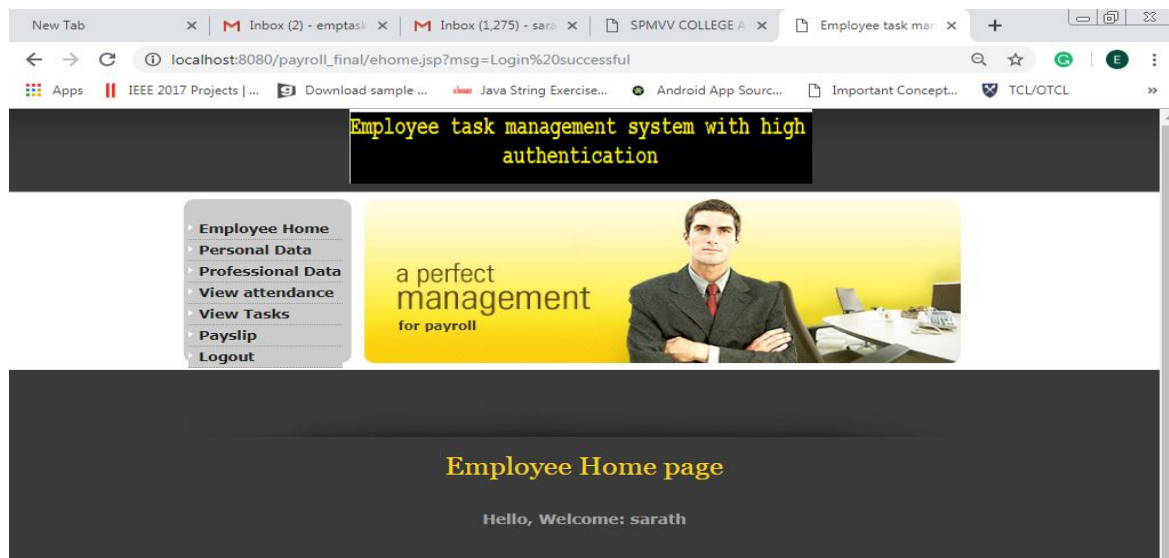 New Tab
Inbox (2) - emptask
Inbox (1,275) - sara
SPMVV COLLEGE A
Employee task man
localhost:8080/payroll_final/ehome.jsp?msg=Login%20successful
E
Apps
IEEE 2017 Projects | ...
Download sample ...
Java String Exercise...
Android App Sourc...
Important Concept...
TCL/OTCL
»
Employee task management system with high
authentication
Employee Home
Personal Data
Professional Data
View attendance
View Tasks
Payslip
Logout
a perfect
management
for payroll
Employee Home page
Hello, Welcome: sarath